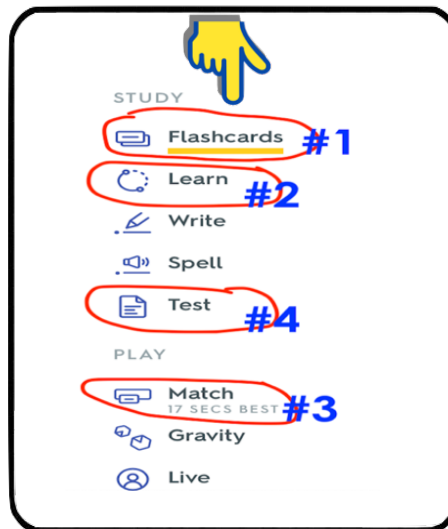 STUDY
Flashcards #1
Learn #2
Write
Spell
Test #4
PLAY
Match #3
17 SECS BEST
Gravity
Live